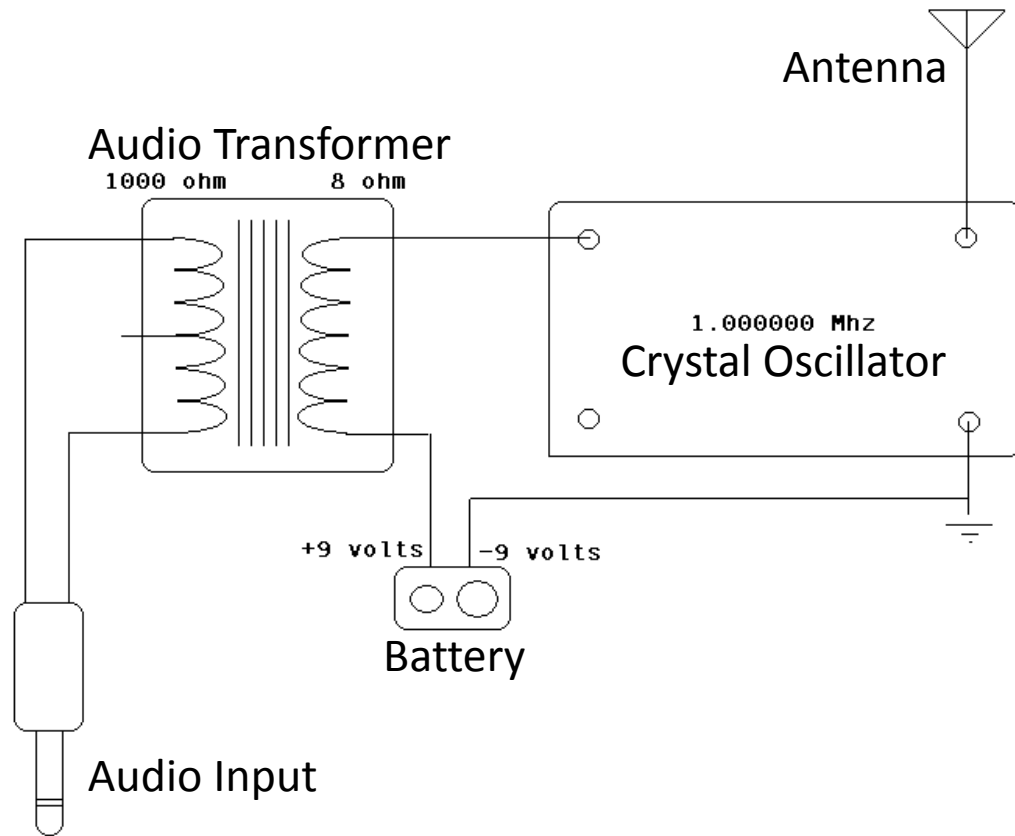 Antenna
Audio Transformer
1000 ohm 8 ohm
1.000000 Mhz
Crystal Oscillator
+9 volts -9 volts
Battery
Audio Input